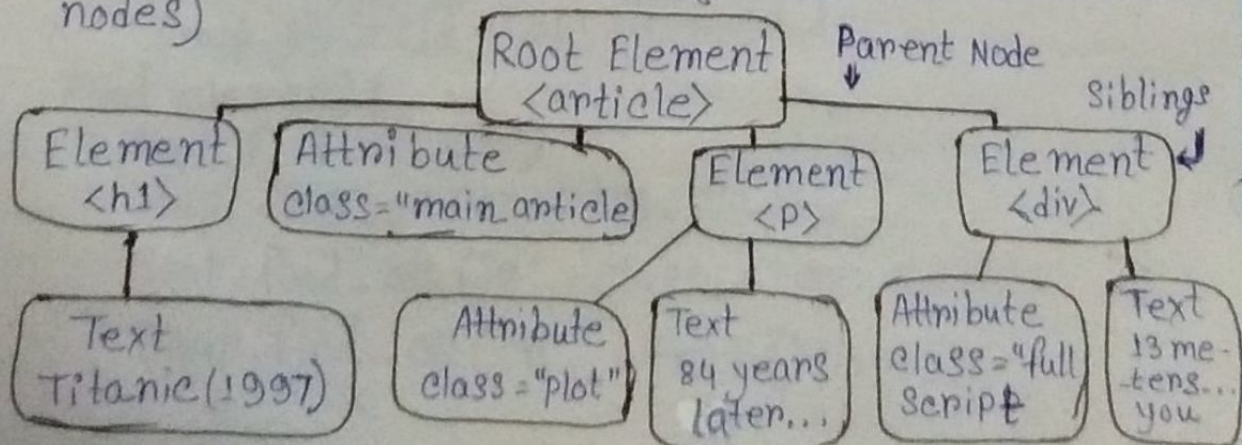 nodes)
Root Element
<article>
Parent Node
Siblings
Element
<h1>
Attribute
class="main article
Element
<p>
Element
<div>
Text
Titanic (1997)
Attribute
class="plot"
Text
84 years
later...
Attribute
class="full
script
Text
13 me-
ters...
you